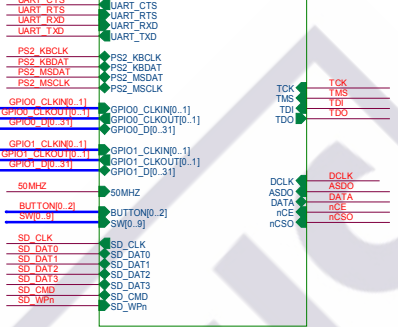 UART_CTS UART_CTS
UART_RTS UART_RTS
UART_RXD UART_RXD
UART_TXD UART_TXD
PS2_KBCLK PS2_KBCLK
PS2_KBDAT PS2_KBDAT
PS2_MSDAT PS2_MSDAT
PS2_MSCLK PS2_MSCLK
TCK TCK
TMS TMS
TDI TDI
TDO TDO
GPIO0_CLKIN[0..1] GPIO0_CLKIN[0..1]
GPIO0_CLKOUT[0..1] GPIO0_CLKOUT[0..1]
GPIO0_D[0..31] GPIO0_D[0..31]
GPIO1_CLKIN[0..1] GPIO1_CLKIN[0..1]
GPIO1_CLKOUT[0..1] GPIO1_CLKOUT[0..1]
GPIO1_D[0..31] GPIO1_D[0..31]
50MHZ 50MHZ
DCLK DCLK
ASDO ASDO
DATA DATA
nCE nCE
nCSO nCSO
BUTTON[0..2] BUTTON[0..2]
SW[0..9] SW[0..9]
SD_CLK SD_CLK
SD_DAT0 SD_DAT0
SD_DAT1 SD_DAT1
SD_DAT2 SD_DAT2
SD_DAT3 SD_DAT3
SD_CMD SD_CMD
SD_WPn SD_WPn